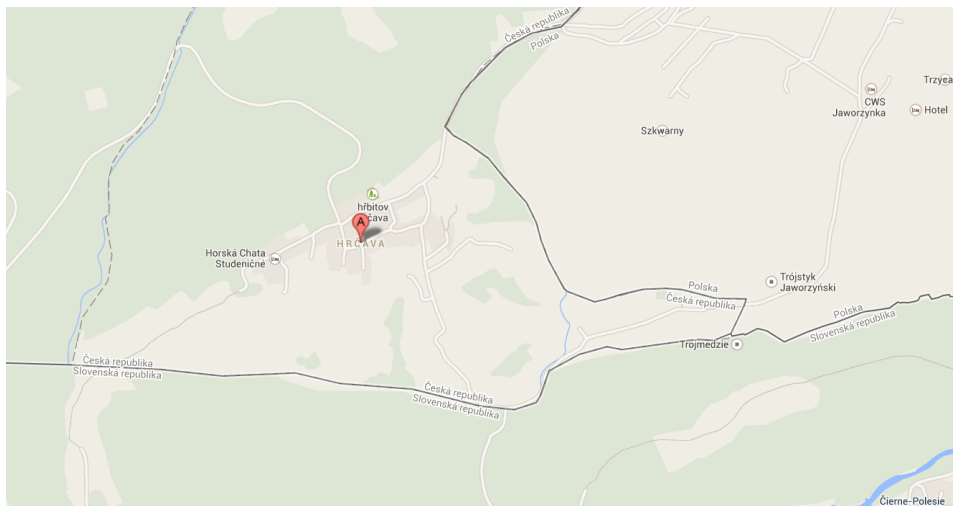 Česká republika
Polska
Trzyca
CWS
Jaworzynka
Hotel
Szkwarny
hřbitov
A
HRČAVA
Horská Chata
Studeničné
Trójstyk
Jaworzyński
Polska
Česká republika
Polska
Slovenská republika
Trojmedzie
Česká republika
Slovenská republika
Česká republika
Slovenská republika
Čierne-Polesie